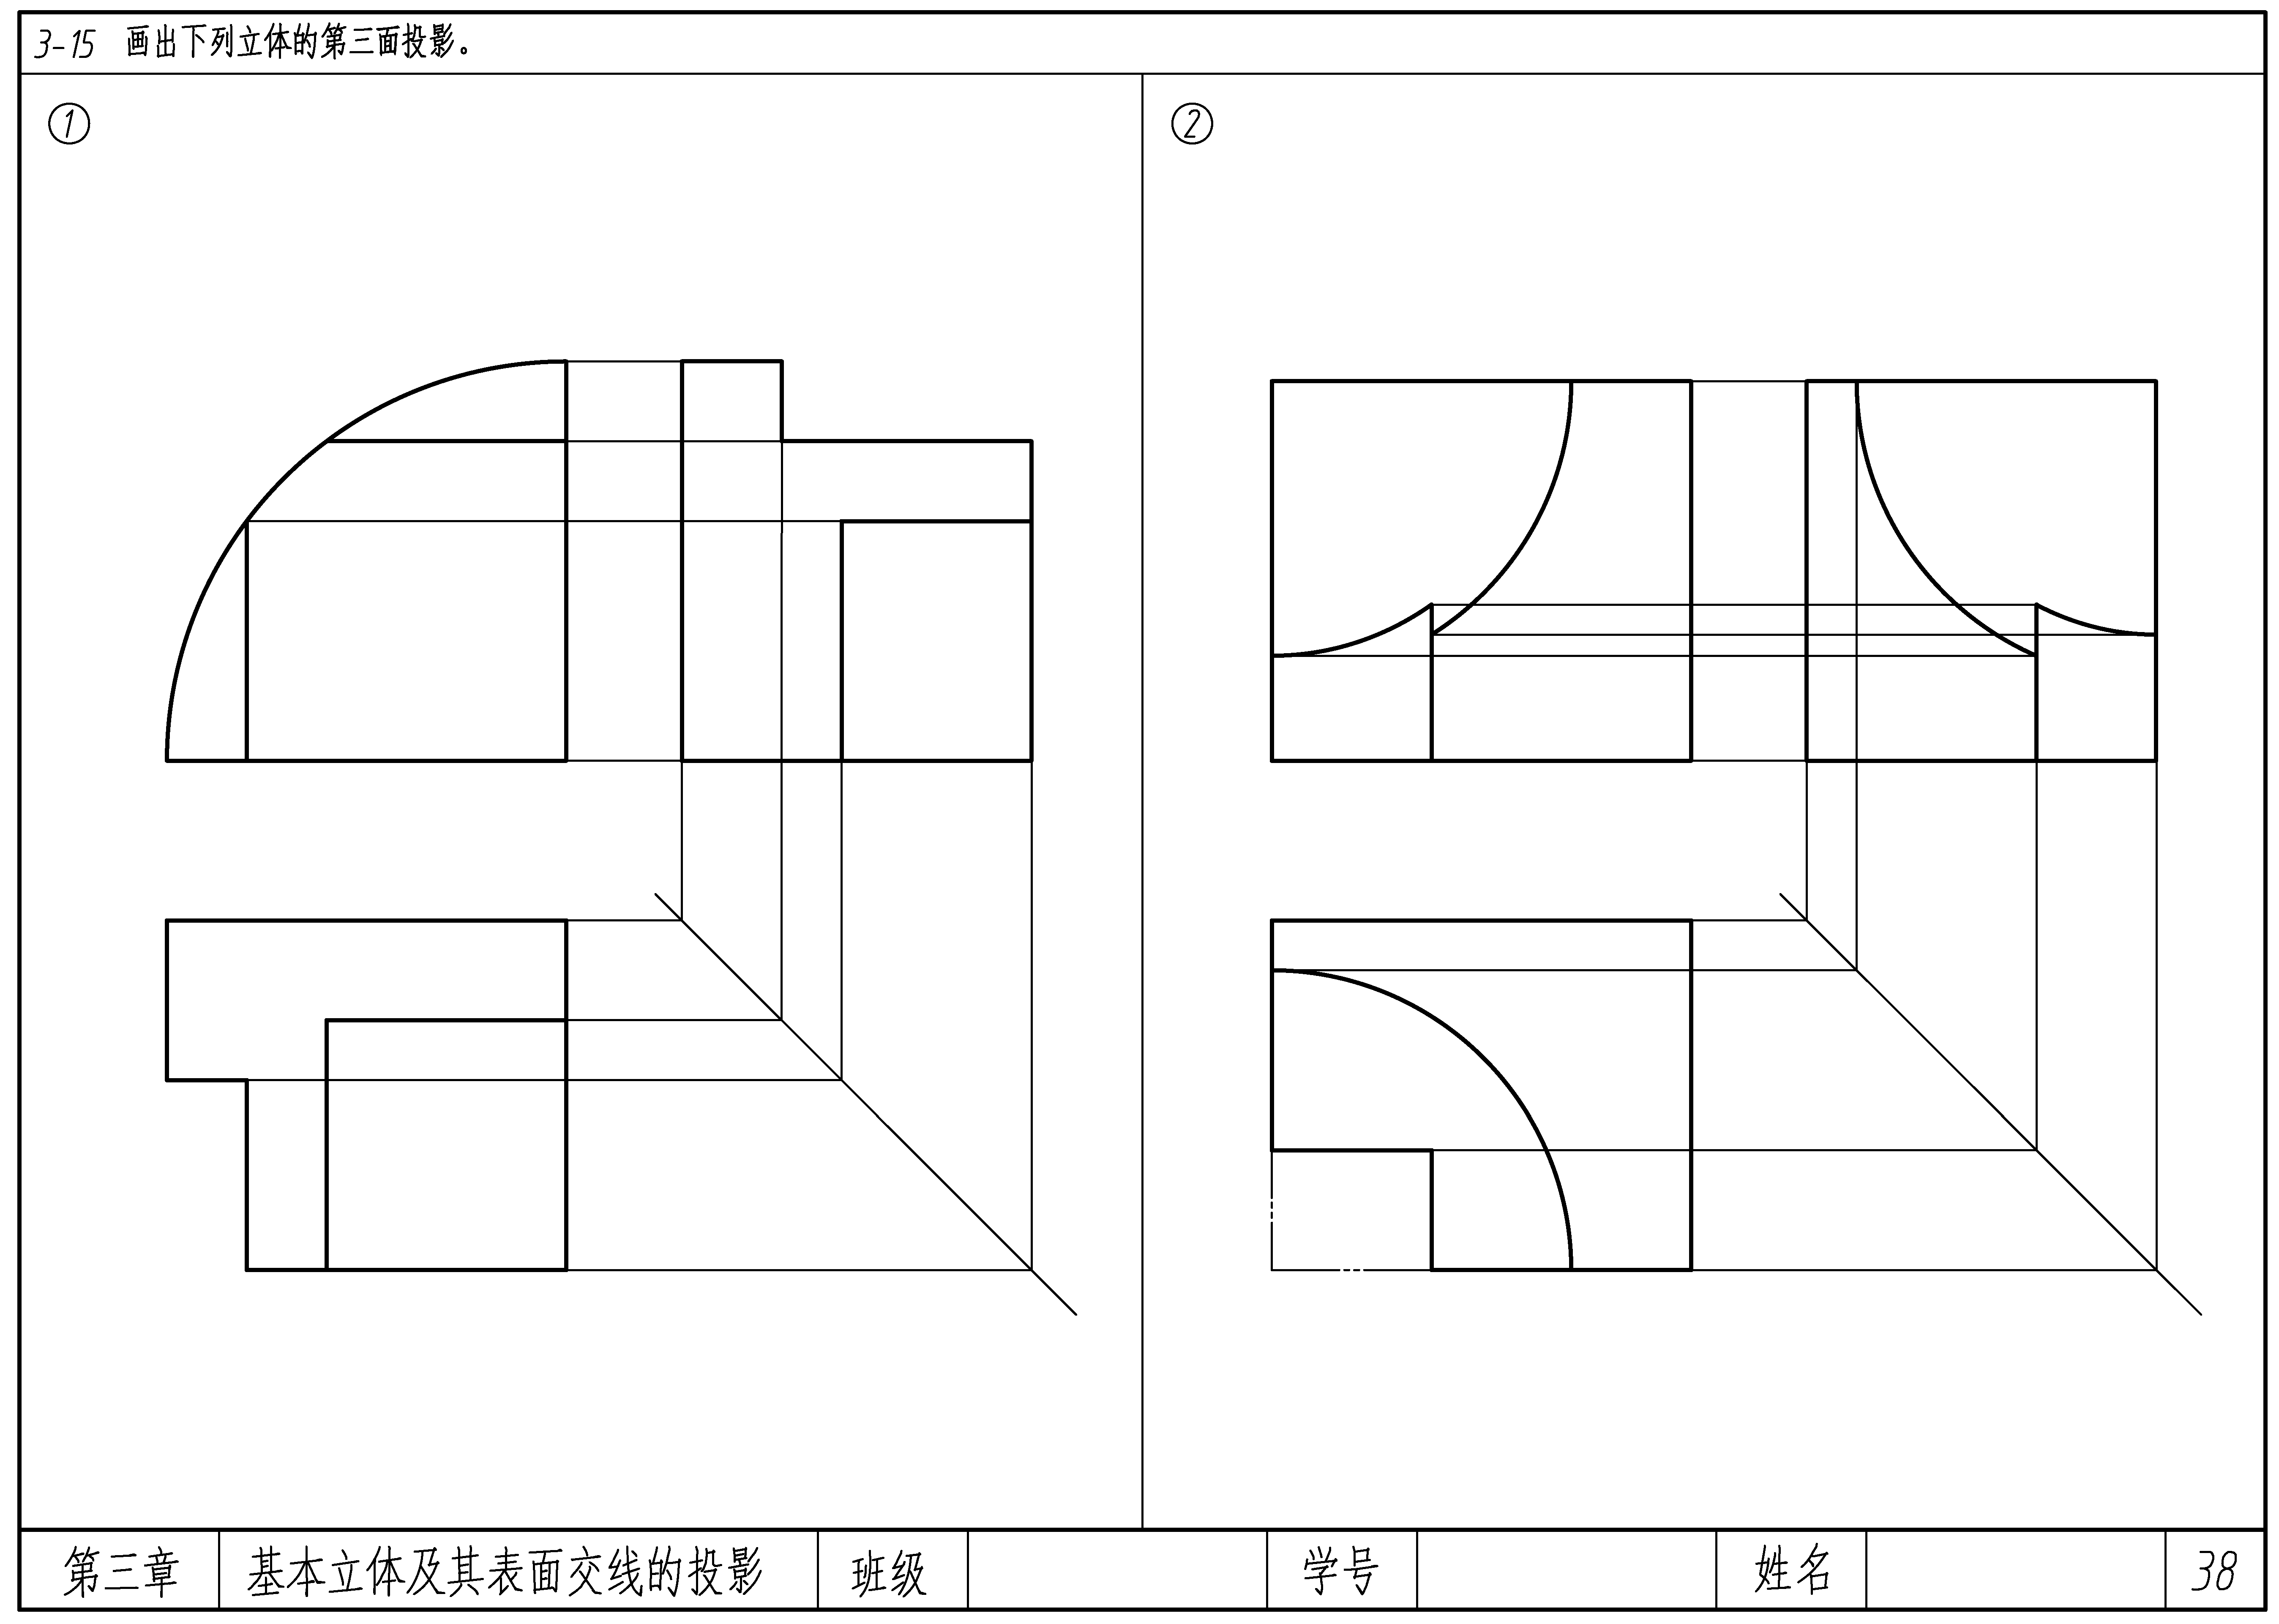 3-15 画出下列立体的第三面投影。
① ②
第三章 基本立体及其表面交线的投影 班级 学号 姓名 38